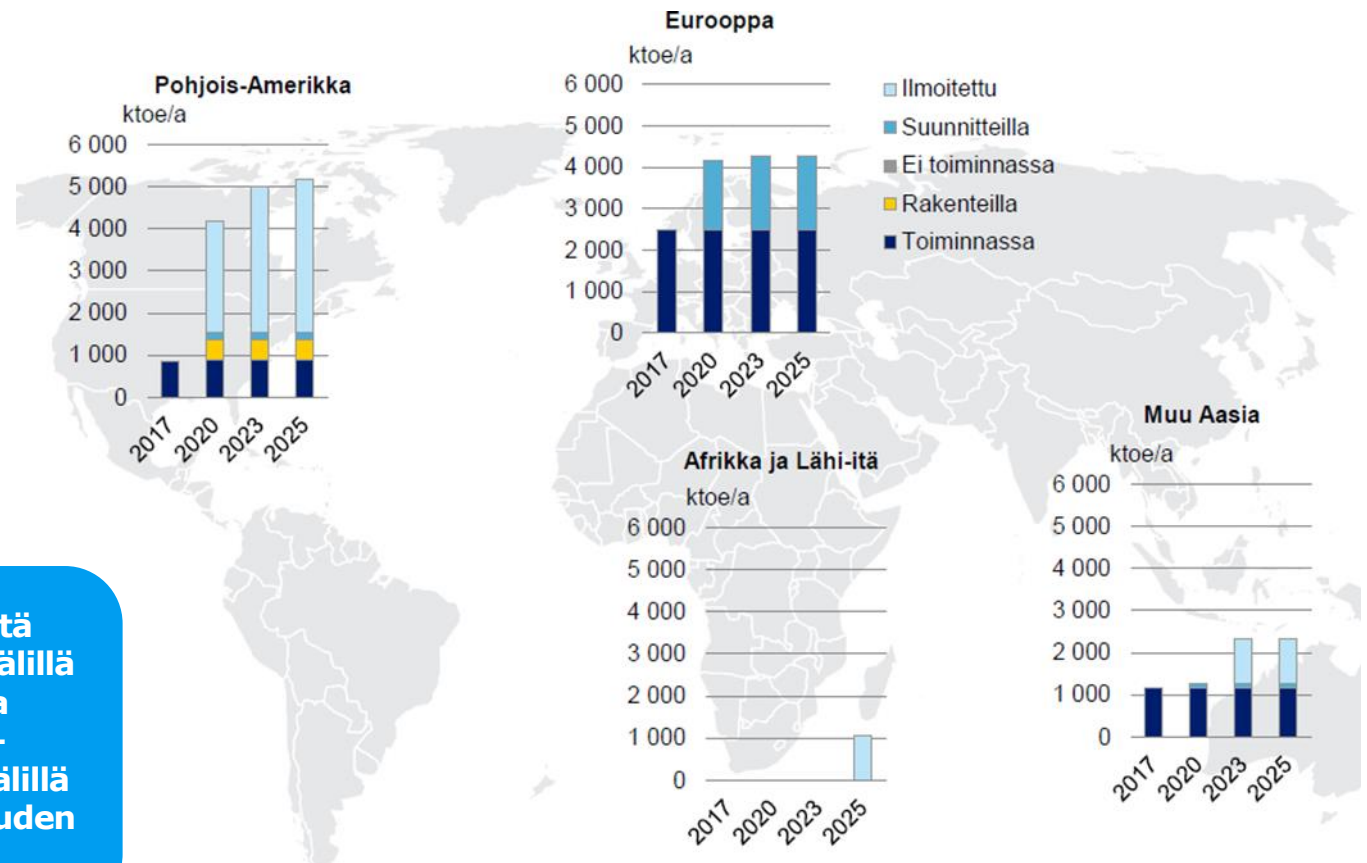 Eurooppa
ktoe/a
6 000
5 000
4 000
3 000
2 000
1 000
0
2017 2020 2023 2025
Ilmoitettu
Suunnitteilla
Ei toiminnassa
Rakenteilla
Toiminnassa
Pohjois-Amerikka
ktoe/a
6 000
5 000
4 000
3 000
2 000
1 000
0
2017 2020 2023 2025
Afrikka ja Lähi-itä
ktoe/a
6 000
5 000
4 000
3 000
2 000
1 000
0
2017 2020 2023 2025
Muu Aasia
ktoe/a
6 000
5 000
4 000
3 000
2 000
1 000
0
2017 2020 2023 2025
tä
älillä
a
-
älillä
uden